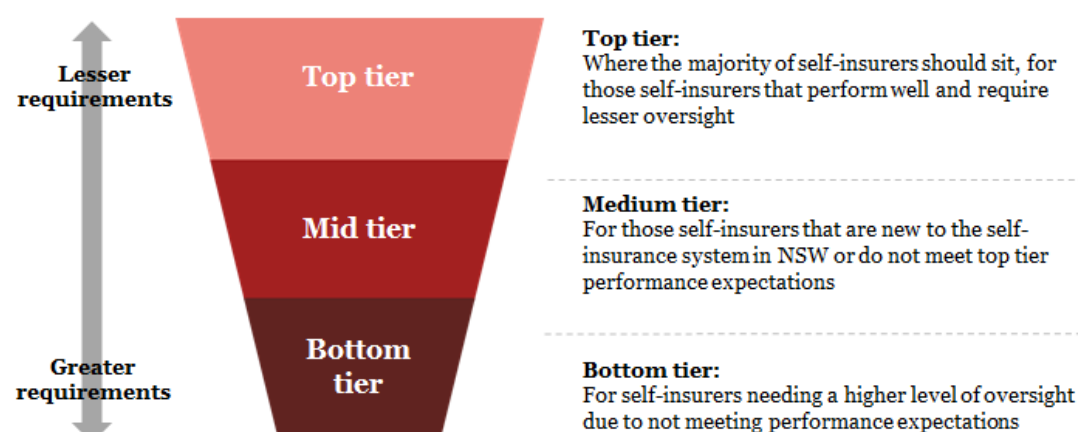 Lesser
requirements
Greater
requirements
Top tier
Mid tier
Bottom
tier
Top tier:
Where the majority of self-insurers should sit, for
those self-insurers that perform well and require
lesser oversight
Medium tier:
For those self-insurers that are new to the self-
insurance system in NSW or do not meet top tier
performance expectations
Bottom tier:
For self-insurers needing a higher level of oversight
due to not meeting performance expectations